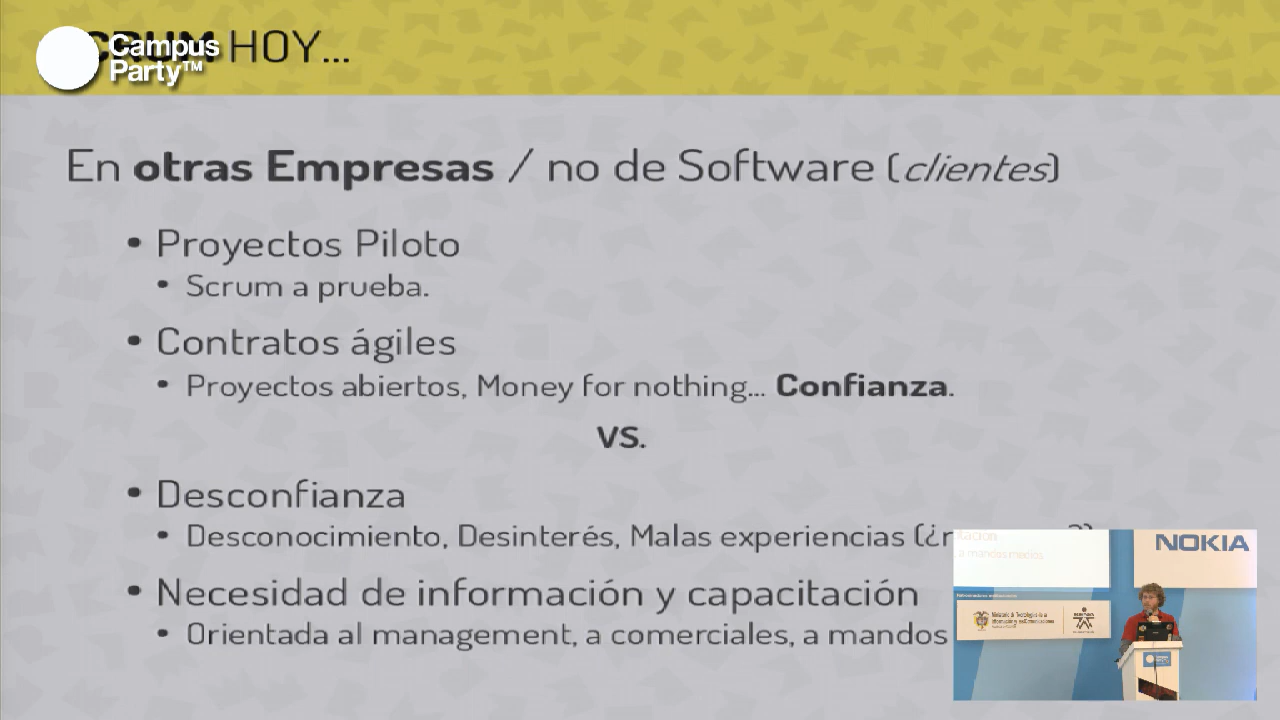 Campus
Party™
HOY...
En otras Empresas / no de Software (clientes)
• Proyectos Piloto
• Scrum a prueba.
• Contratos ágiles
• Proyectos abiertos, Money for nothing... Confianza.
vs.
• Desconfianza
• Desconocimiento, Desinterés, Malas experiencias (¿
• Necesidad de información y capacitación
• Orientada al management, a comerciales, a mandos
NOKIA
a mandos medios.